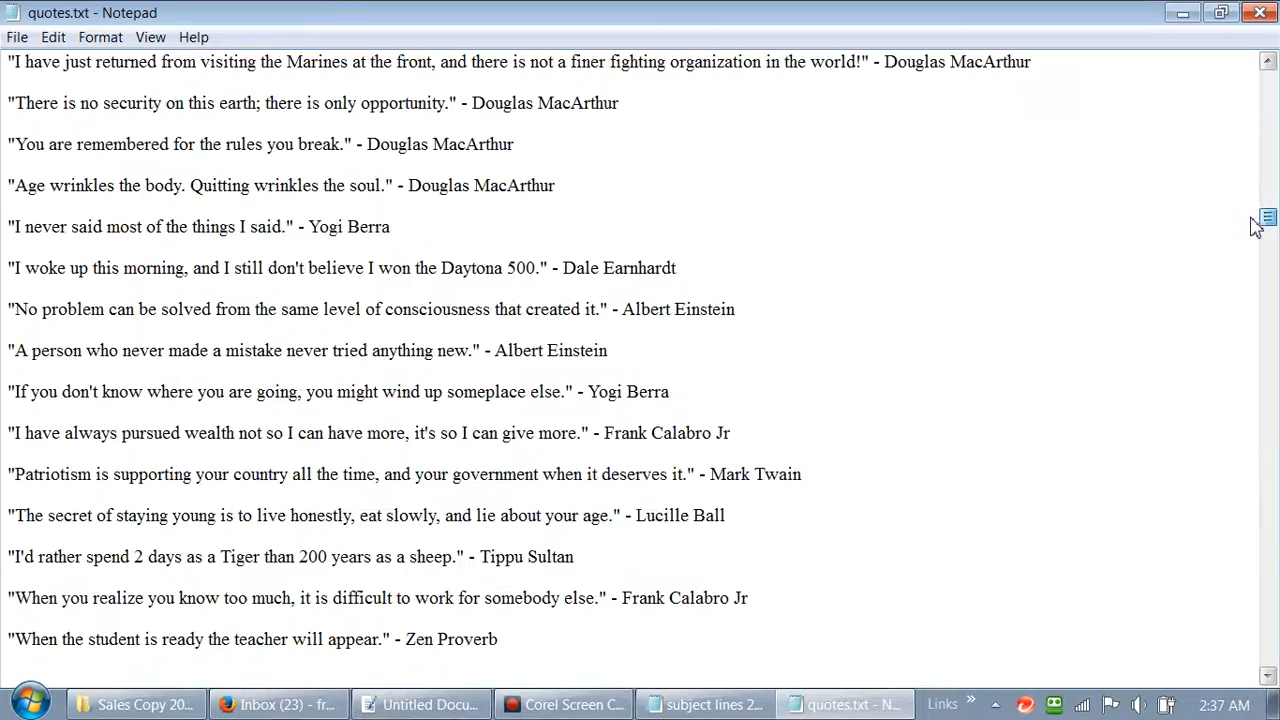 quotes.txt - Notepad
File Edit Format View Help
"I have just returned from visiting the Marines at the front, and there is not a finer fighting organization in the world!" - Douglas MacArthur
"There is no security on this earth; there is only opportunity." - Douglas MacArthur
"You are remembered for the rules you break." - Douglas MacArthur
"Age wrinkles the body. Quitting wrinkles the soul." - Douglas MacArthur
"I never said most of the things I said." - Yogi Berra
"I woke up this morning, and I still don't believe I won the Daytona 500." - Dale Earnhardt
"No problem can be solved from the same level of consciousness that created it." - Albert Einstein
"A person who never made a mistake never tried anything new." - Albert Einstein
"If you don't know where you are going, you might wind up someplace else." - Yogi Berra
"I have always pursued wealth not so I can have more, it's so I can give more." - Frank Calabro Jr
"Patriotism is supporting your country all the time, and your government when it deserves it." - Mark Twain
"The secret of staying young is to live honestly, eat slowly, and lie about your age." - Lucille Ball
"I'd rather spend 2 days as a Tiger than 200 years as a sheep." - Tippu Sultan
"When you realize you know too much, it is difficult to work for somebody else." - Frank Calabro Jr
"When the student is ready the teacher will appear." - Zen Proverb
Sales Copy 20... Inbox (23) - fr... Untitled Docu... Corel Screen C... subject lines 2... quotes.txt - N... Links » 2:37 AM